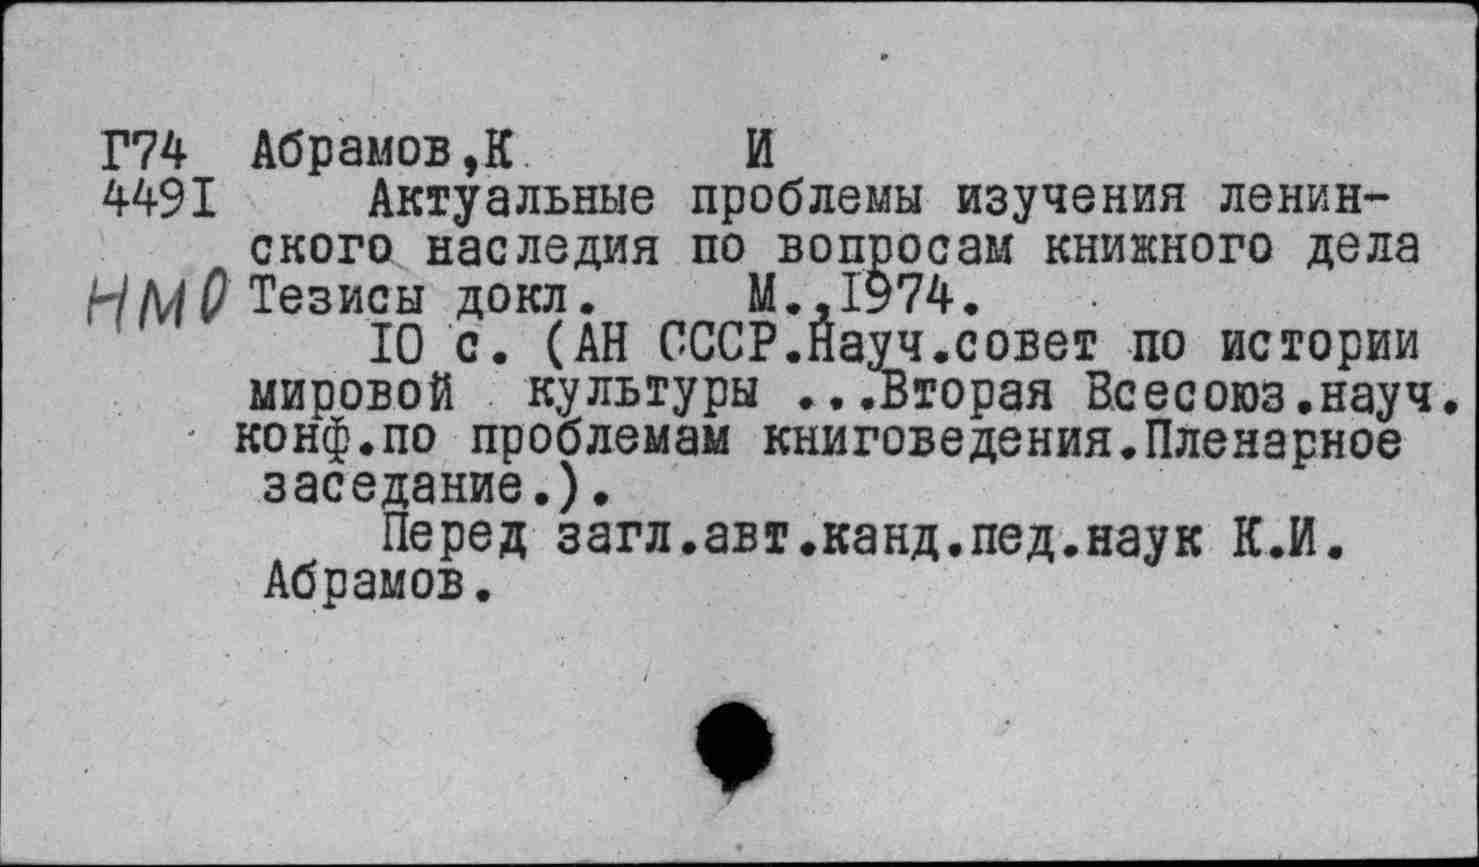 Г74 Абрамов,К И
4491 Актуальные проблемы изучения ленин-
ского наследия по вопросам книжного дела
НМО Тезисы докл. М.,1974.
10 с. (АН СССР.Науч.совет по истории
мировой культуры ...Вторая Всесоюз.науч.
конф.по проблемам книговедения.Пленарное
заседание.).
Перед загл.авт.канд.пед.наук К.И.
Абрамов.